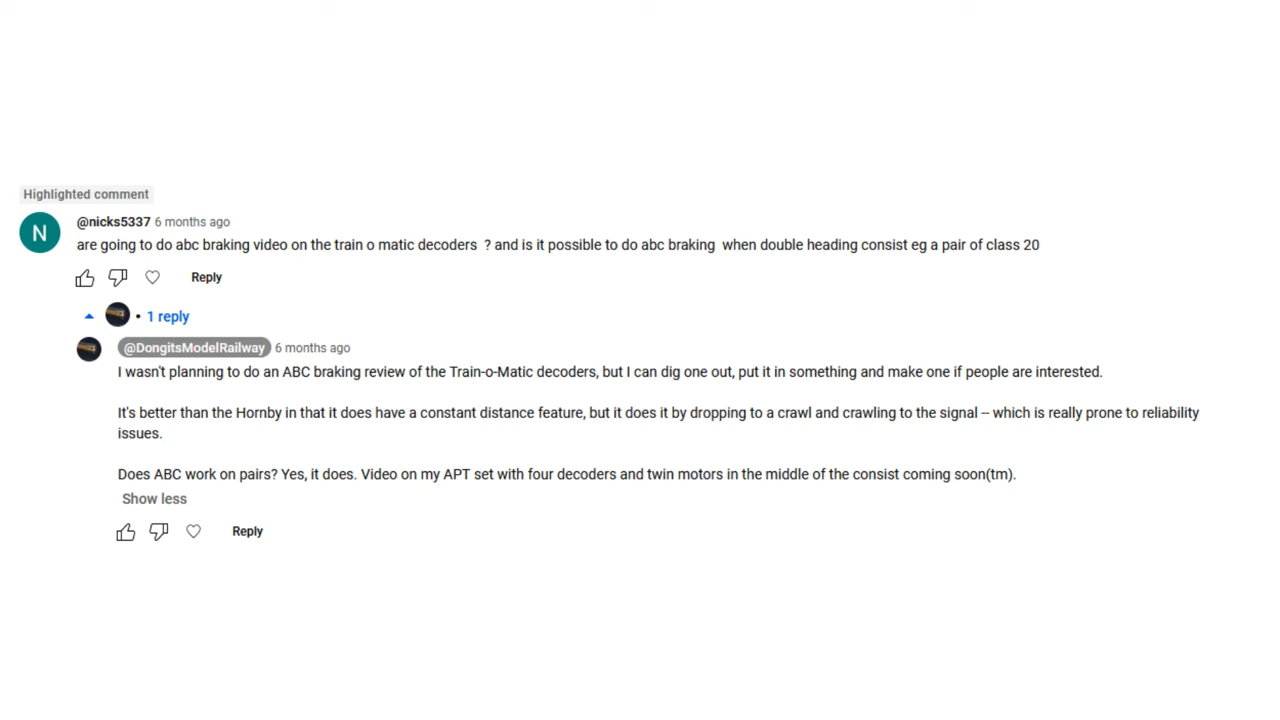 Highlighted comment
N
@nicks5337 6 months ago
are going to do abc braking video on the train o matic decoders  ? and is it possible to do abc braking  when double heading consist eg a pair of class 20
Reply
• 1 reply
@DongitsModelRailway 6 months ago
I wasn't planning to do an ABC braking review of the Train-o-Matic decoders, but I can dig one out, put it in something and make one if people are interested.
It's better than the Hornby in that it does have a constant distance feature, but it does it by dropping to a crawl and crawling to the signal -- which is really prone to reliability
issues.
Does ABC work on pairs? Yes, it does. Video on my APT set with four decoders and twin motors in the middle of the consist coming soon(tm).
Show less
Reply